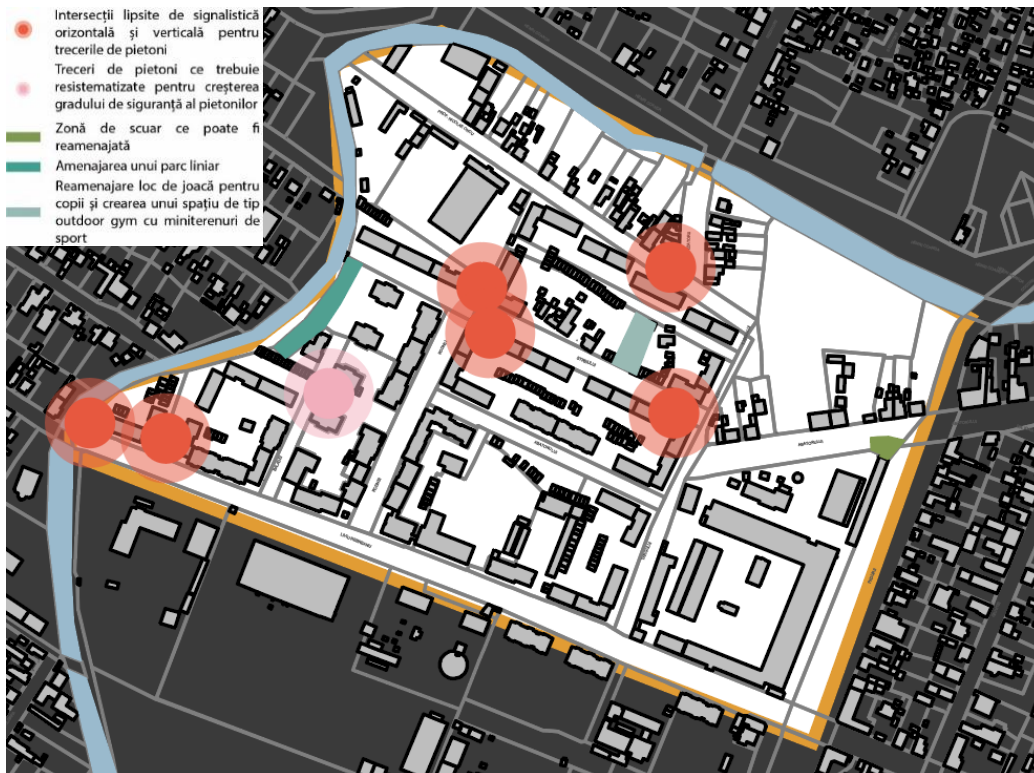 Intersecții lipsite de signalistică
orizontală și verticală pentru
trecerile de pietoni
Treceri de pietoni ce trebuie
resistematizate pentru creșterea
gradului de siguranță al pietonilor
Zonă de scuar ce poate fi
reamenajată
Amenajarea unui parc liniar
Reamenajare loc de joacă pentru
copii și crearea unui spațiu de tip
outdoor gym cu miniterenuri de
sport